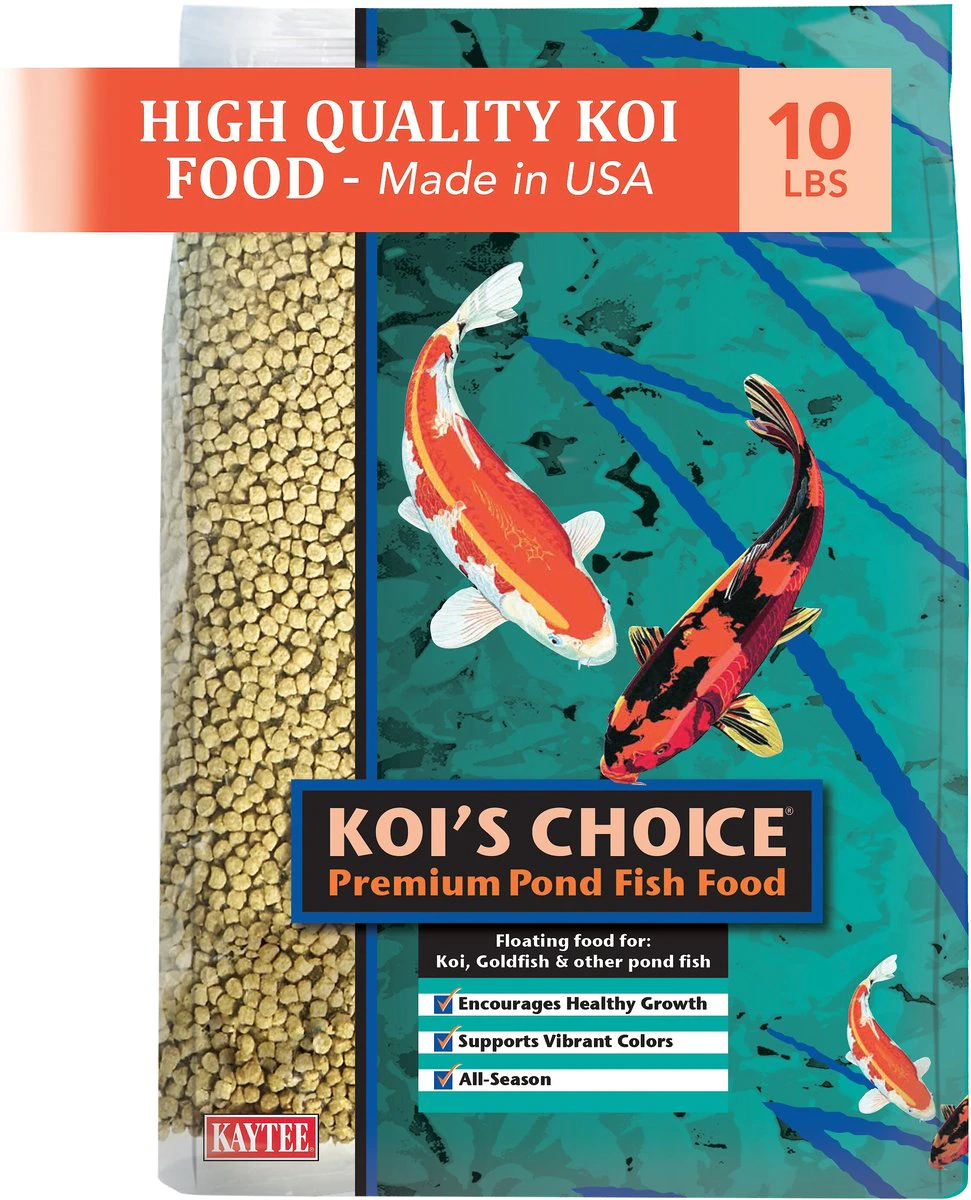 HIGH QUALITY KOI
FOOD - Made in USA
10
LBS
KOI'S CHOICE®
Premium Pond Fish Food
Floating food for:
Koi, Goldfish & other pond fish
Encourages Healthy Growth
Supports Vibrant Colors
All-Season
KAYTEE